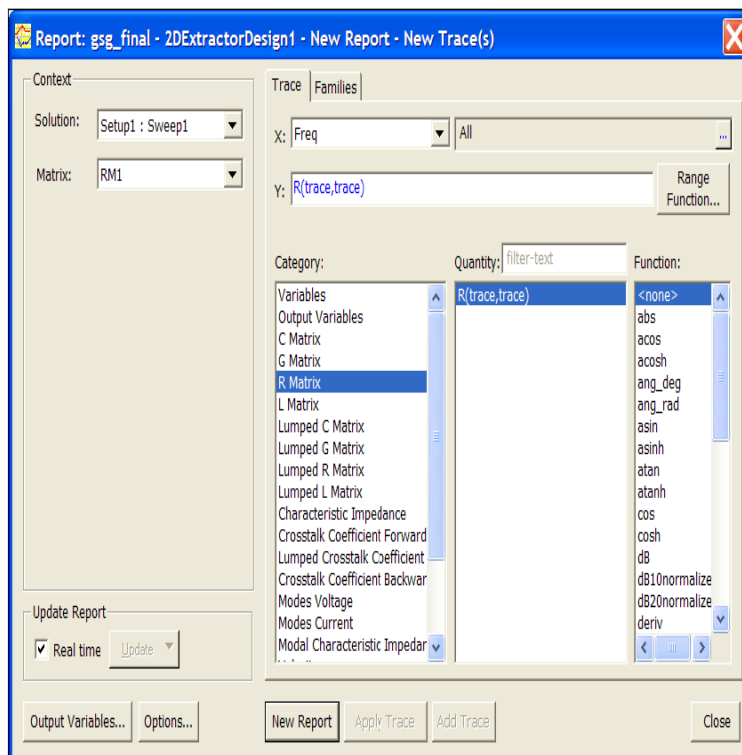 Report: gsg_final - 2DExtractorDesign1 - New Report - New Trace(s)
Context
Solution: Setup1 : Sweep1
Matrix: RM1
Trace Families
X: Freq All ...
Y: R(trace,trace)
Range
Function...
Category:
Variables
Output Variables
C Matrix
G Matrix
R Matrix
L Matrix
Lumped C Matrix
Lumped G Matrix
Lumped R Matrix
Lumped L Matrix
Characteristic Impedance
Crosstalk Coefficient Forward
Lumped Crosstalk Coefficient
Crosstalk Coefficient Backwar
Modes Voltage
Modes Current
Modal Characteristic Impedar
Quantity: filter-text
R(trace,trace)
Function:
<none>
abs
acos
acosh
ang_deg
ang_rad
asin
asinh
atan
atanh
cos
cosh
dB
dB10normalize
dB20normalize
deriv
Update Report
Real time Update
Output Variables... Options... New Report Apply Trace Add Trace Close